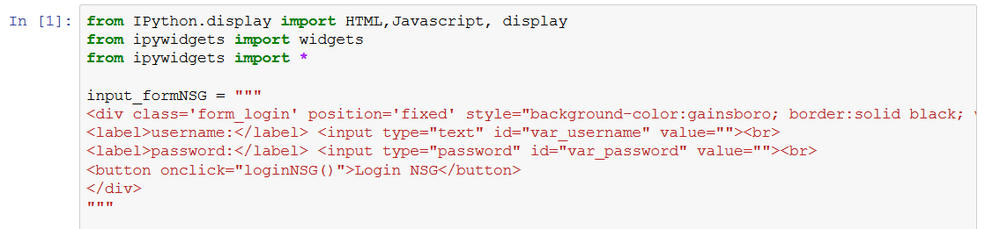 In [1]: from IPython.display import HTML,Javascript, display
from ipywidgets import widgets
from ipywidgets import *
input_formNSG = """
<div class='form_login' position='fixed' style="background-color:gainsboro; border:solid black;
<label>username:</label> <input type="text" id="var_username" value=""><br>
<label>password:</label> <input type="password" id="var_password" value=""><br>
<button onclick="loginNSG()">Login NSG</button>
</div>
"""